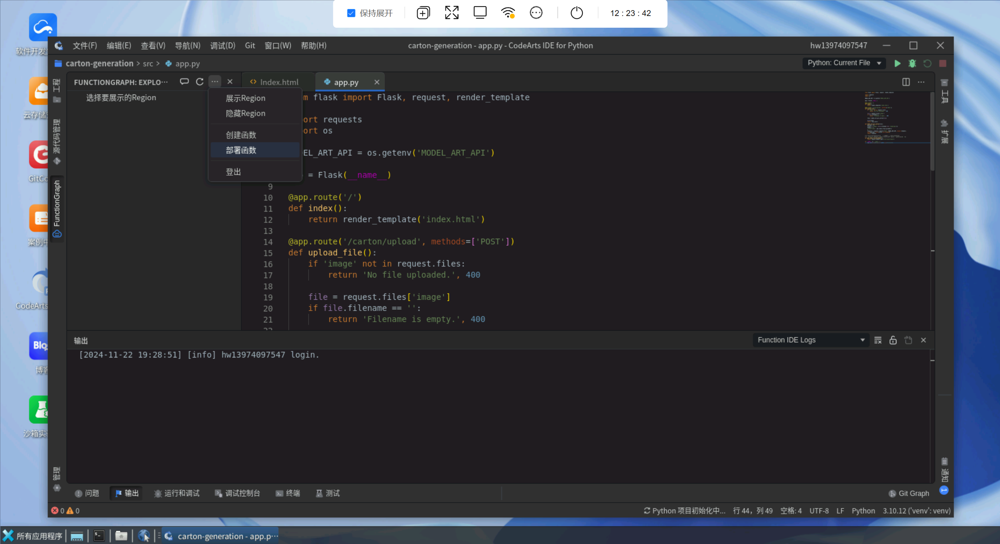 保持展开
12 : 23 : 42
软件开发
云存储
GitCo
案例中
CodeArts
Blog
博客
沙箱实
文件(F) 编辑(E) 查看(V) 导航(N) 调试(D) Git 窗口(W) 帮助(H)
carton-generation - app.py - CodeArts IDE for Python
hw13974097547
carton-generation > src > app.py
Python: Current File
工程
源代码管理
FunctionGraph
管理
FUNCTIONGRAPH: EXPLO···
选择要展示的Region
展示Region
隐藏Region
创建函数
部署函数
登出
Index.html
app.py
m flask import Flask, request, render_template
ort requests
ort os
EL_ART_API = os.getenv('MODEL_ART_API')
= Flask(__name__)
9
10 @app.route('/')
11 def index():
12 return render_template('index.html')
13
14 @app.route('/carton/upload', methods=['POST'])
15 def upload_file():
16 if 'image' not in request.files:
17 return 'No file uploaded.', 400
18
19 file = request.files['image']
20 if file.filename == '':
21 return 'Filename is empty.', 400
22
工具
扩展
通知
1
输出
Function IDE Logs
[2024-11-22 19:28:51] [info] hw13974097547 login.
问题 输出 运行和调试 调试控制台 终端 测试
Git Graph
0 0
Python 项目初始化中... 行 44，列 49 空格: 4 UTF-8 LF Python 3.10.12 ('venv': venv)
所有应用程序
carton-generation - app.p···